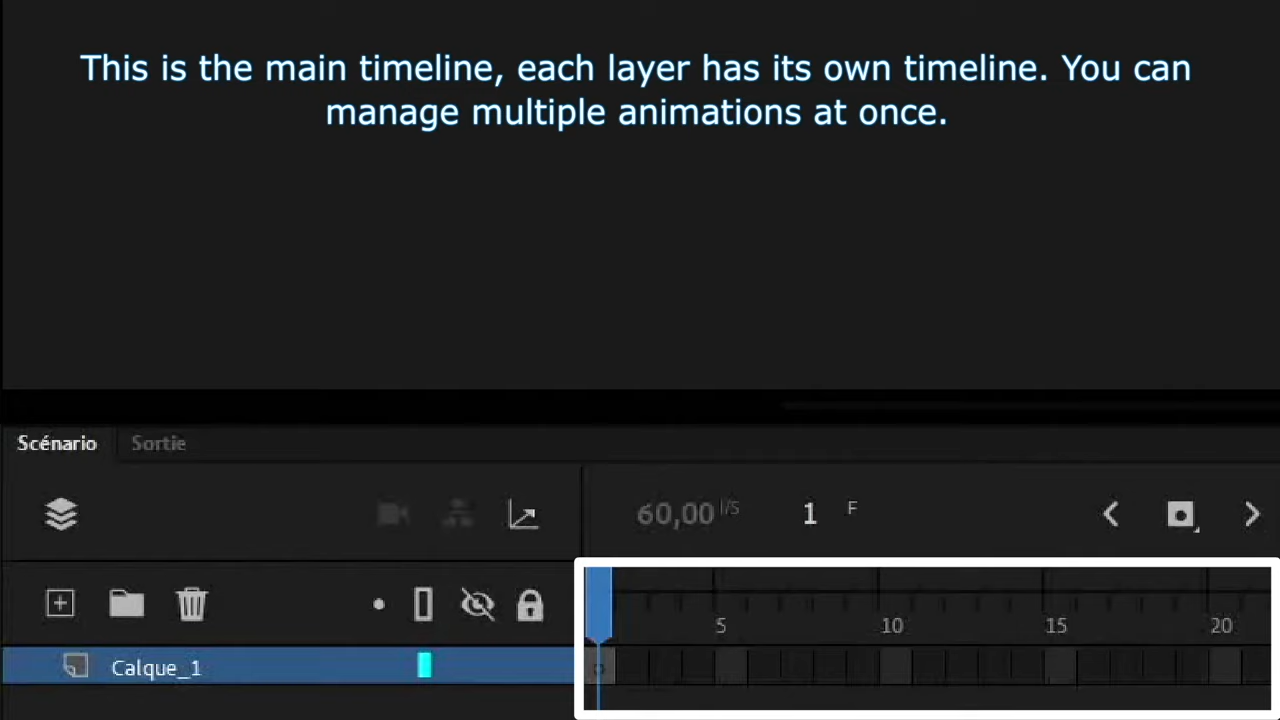 This is the main timeline, each layer has its own timeline. You can
manage multiple animations at once.
Scénario Sortie
60,00 I/S 1 F
5 10 15 20
Calque_1